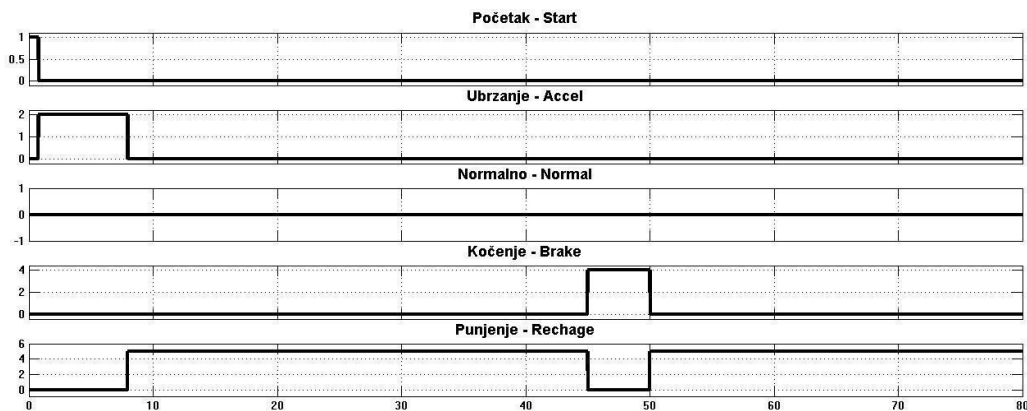 Početak - Start
1
0.5
0
Ubrzanje - Accel
2
1
0
Normalno - Normal
1
0
-1
Kočenje - Brake
4
2
0
Punjenje - Rechage
6
4
2
0
0 10 20 30 40 50 60 70 80